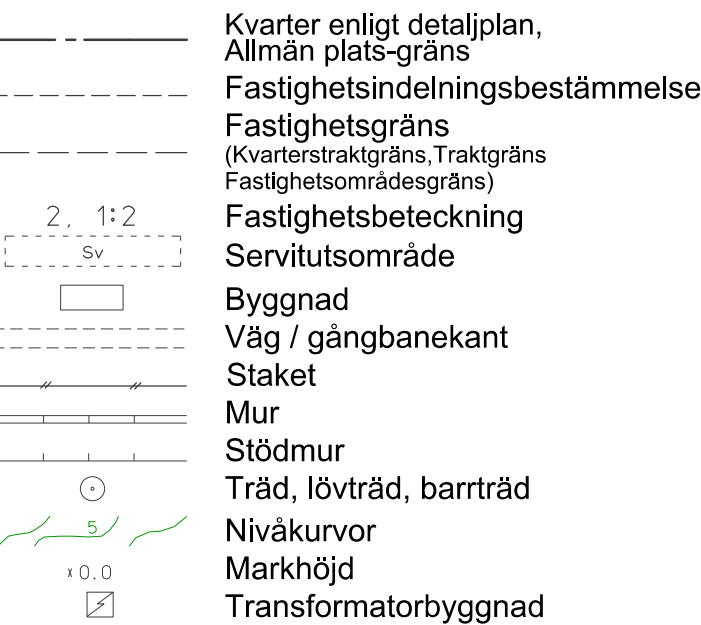 Kvarter enligt detaljplan,
Allmän plats-gräns
Fastighetsindelningsbestämmelse
Fastighetsgräns
(Kvarterstraktgräns,Traktgräns
Fastighetsområdesgräns)
2, 1:2 Fastighetsbeteckning
Sv Servitutsområde
Byggnad
Väg / gångbanekant
Staket
Mur
Stödmur
Träd, lövträd, barrträd
5 Nivåkurvor
x0.0 Markhöjd
Transformatorbyggnad